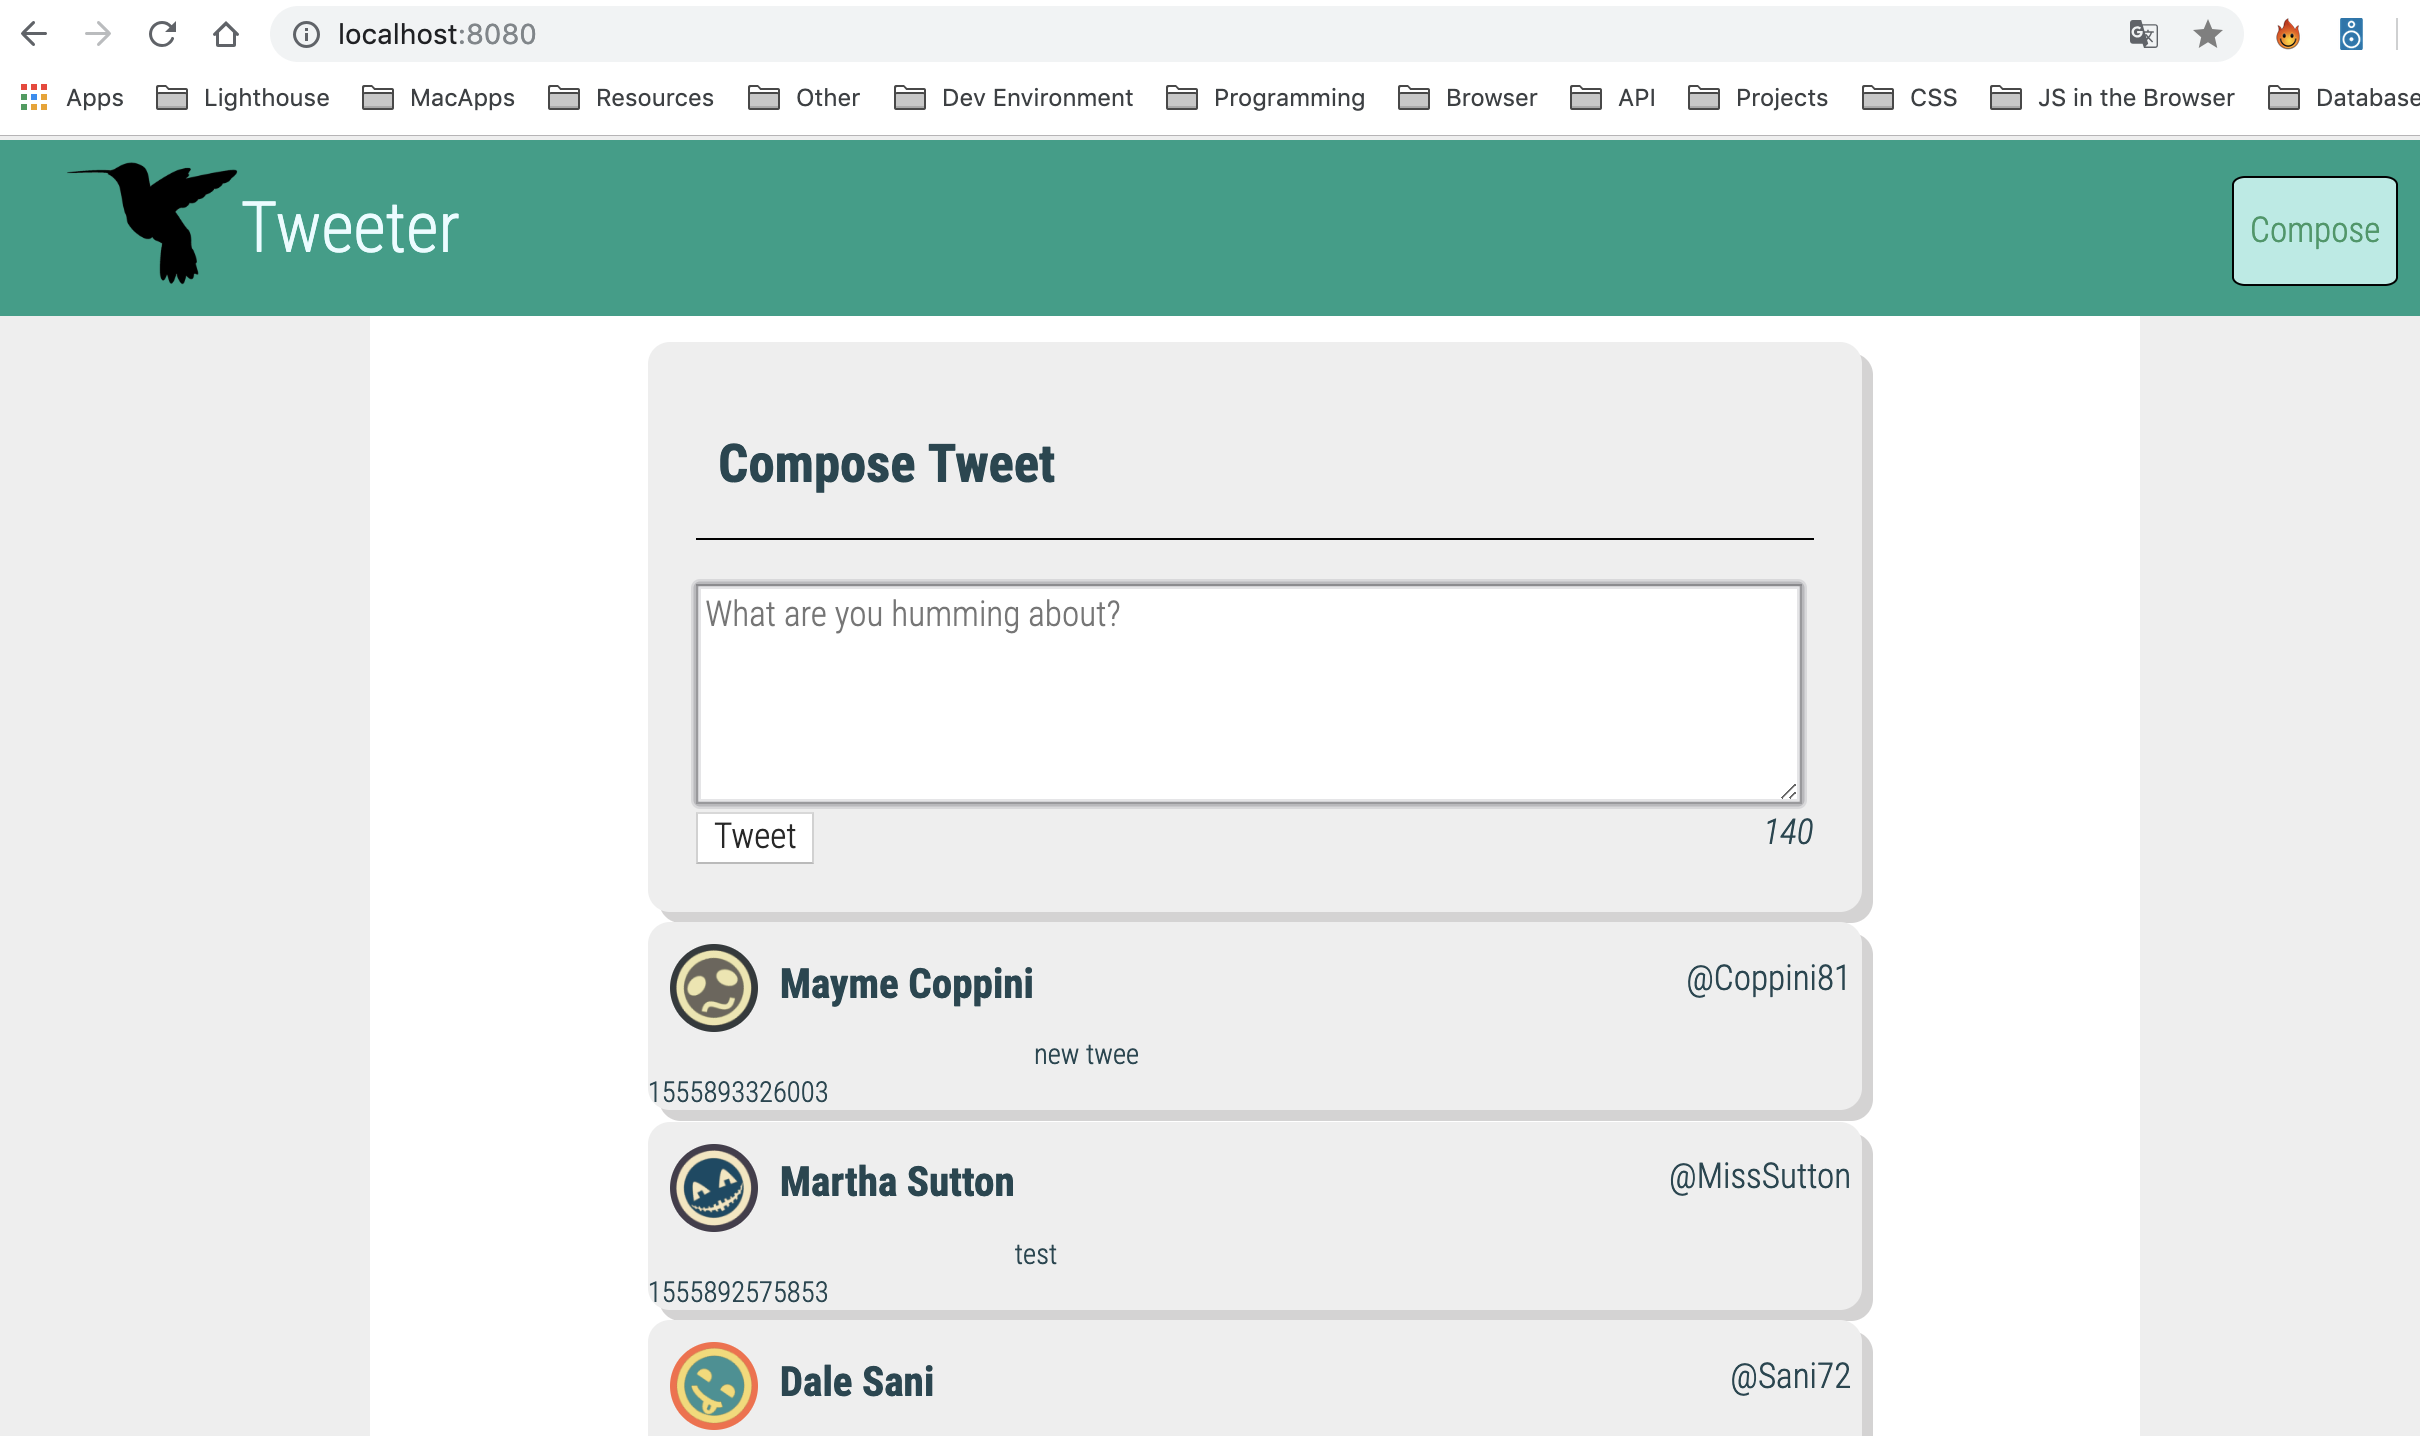 localhost:8080
Apps Lighthouse MacApps Resources Other Dev Environment Programming Browser API Projects CSS JS in the Browser Database
Tweeter
Compose
Compose Tweet
What are you humming about?
Tweet 140
Mayme Coppini @Coppini81
new twee
1555893326003
Martha Sutton @MissSutton
test
1555892575853
Dale Sani @Sani72